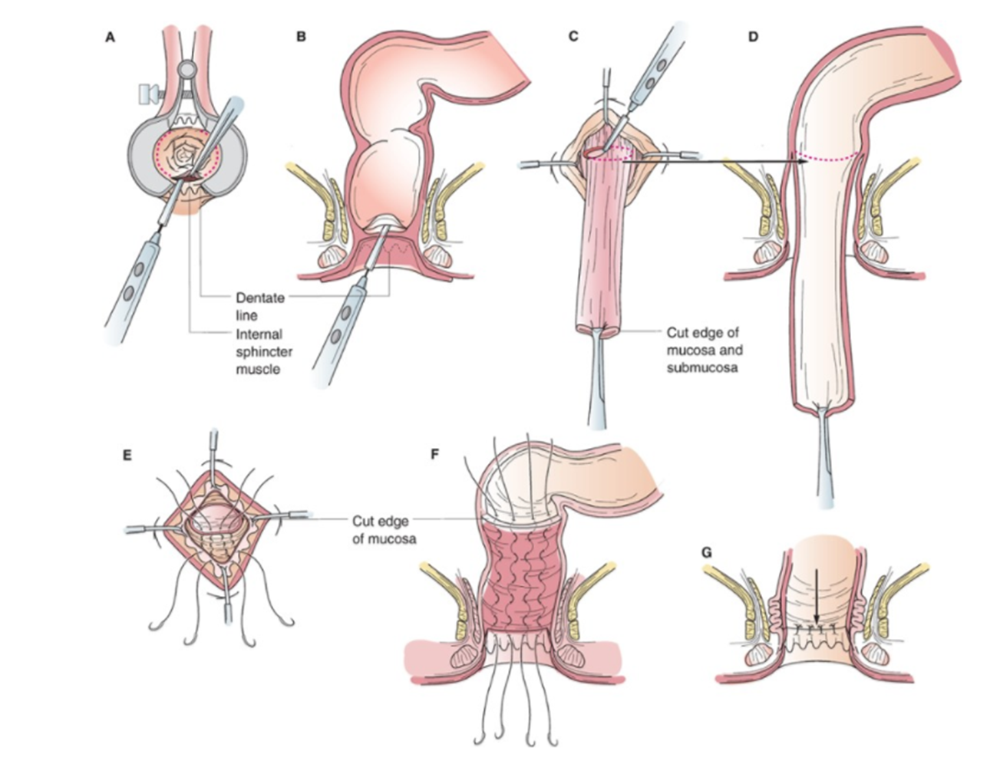 A
B
C
D
Dentate
line
Internal
sphincter
muscle
Cut edge of
mucosa and
submucosa
E
F
Cut edge
of mucosa
G